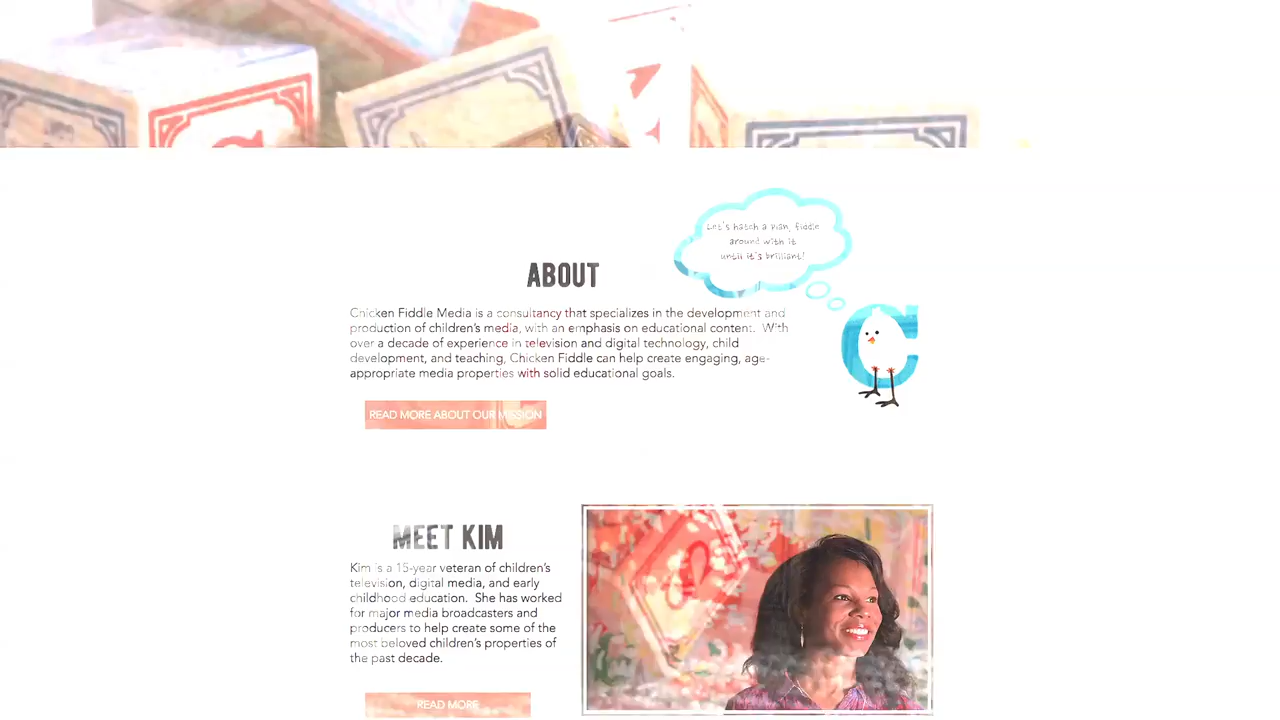 Let's hatch a plan, fiddle
around with it
until it's brilliant!
ABOUT
Chicken Fiddle Media is a consultancy that specializes in the development and
production of children's media, with an emphasis on educational content. With
over a decade of experience in television and digital technology, child
development, and teaching, Chicken Fiddle can help create engaging, age-
appropriate media properties with solid educational goals.
READ MORE ABOUT OUR MISSION
MEET KIM
Kim is a 15-year veteran of children's
television, digital media, and early
childhood education. She has worked
for major media broadcasters and
producers to help create some of the
most beloved children's properties of
the past decade.
READ MORE